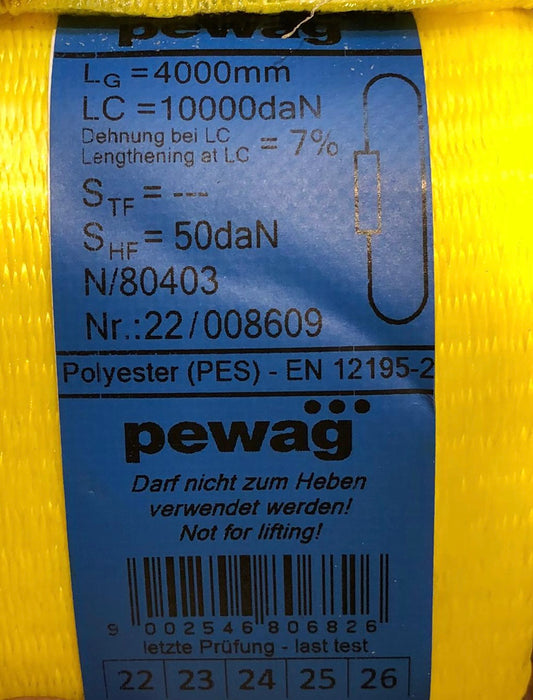 pewag
LG =4000mm
LC =10000daN
Dehnung bei LC
Lengthening at LC = 7%
STF = ---
SHF = 50daN
N/80403
Nr.:22/008609
Polyester (PES) - EN 12195-2
pewag
Darf nicht zum Heben
verwendet werden!
Not for lifting!
9 002546 806826
letzte Prüfung - last test
22 23 24 25 26